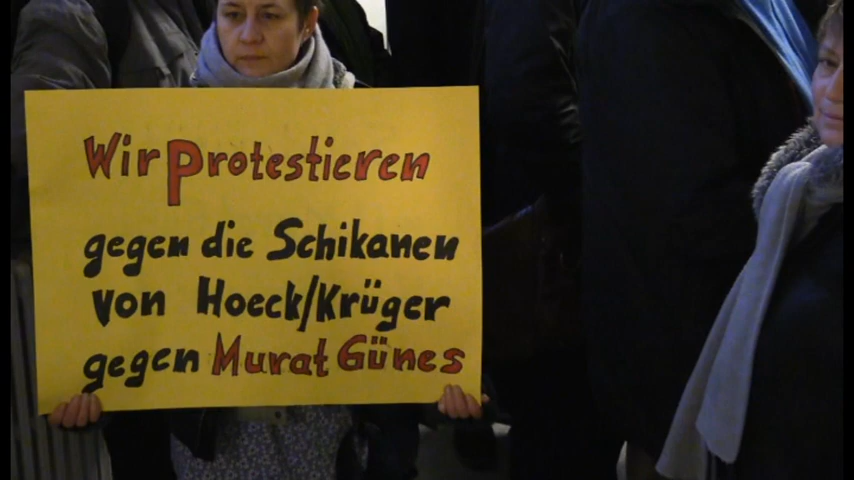 Wir protestieren
gegen die Schikanen
von Hoeck/Krüger
gegen Murat Günes